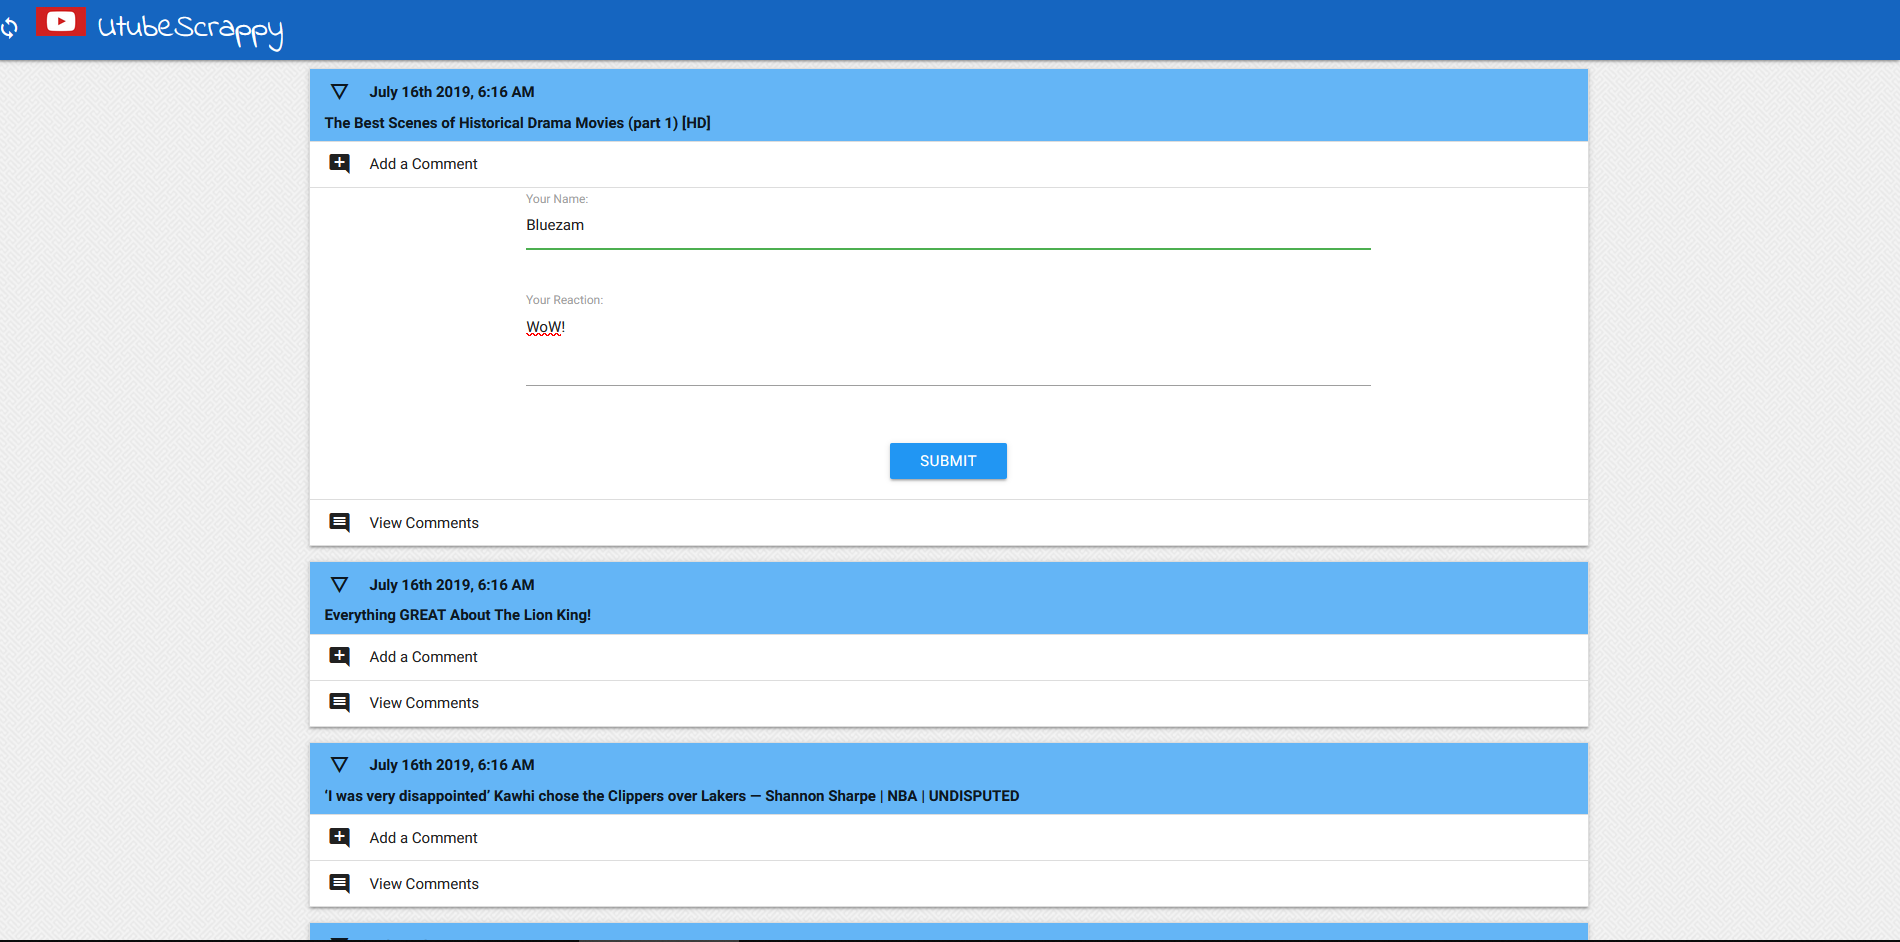 UtubeScrappy
July 16th 2019, 6:16 AM
The Best Scenes of Historical Drama Movies (part 1) [HD]
Add a Comment
Your Name:
Bluezam
Your Reaction:
WoW!
SUBMIT
View Comments
July 16th 2019, 6:16 AM
Everything GREAT About The Lion King!
Add a Comment
View Comments
July 16th 2019, 6:16 AM
‘I was very disappointed’ Kawhi chose the Clippers over Lakers — Shannon Sharpe | NBA | UNDISPUTED
Add a Comment
View Comments